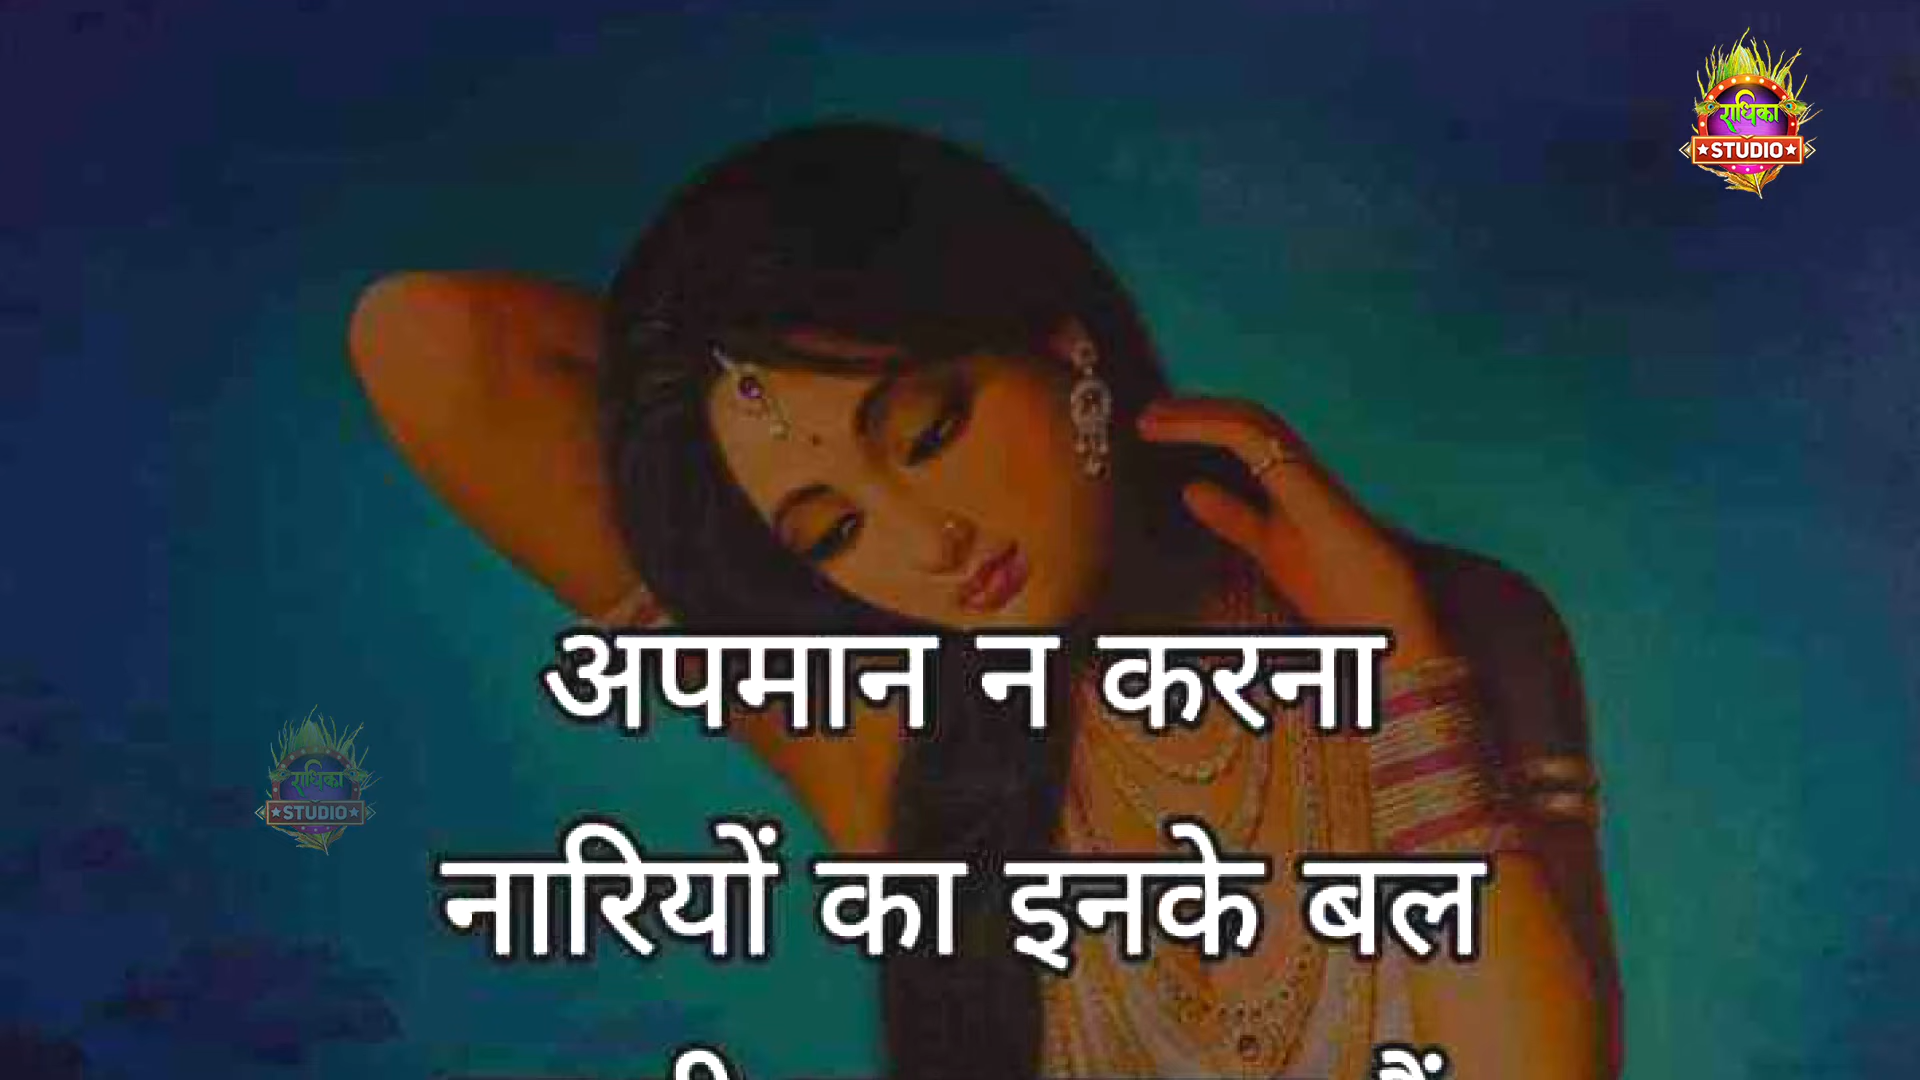 राधिका
STUDIO
अपमान न करना
राधिका
STUDIO
नारियों का इनके बल